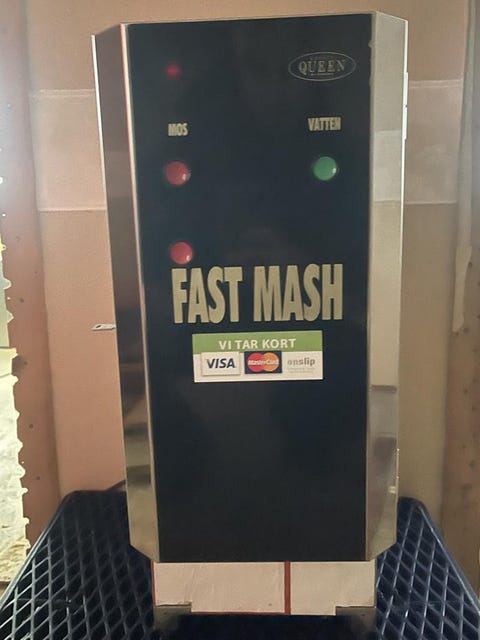 QUEEN
MOS
VATTEN
FAST MASH
VI TAR KORT
VISA
MasterCard
onslip